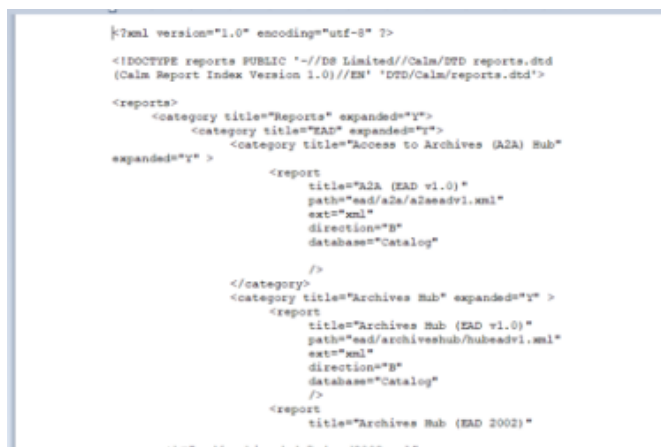 <?xml version="1.0" encoding="utf-8" ?>
<!DOCTYPE reports PUBLIC '-//DS Limited//Calm/DTD reports.dtd
(Calm Report Index Version 1.0)//EN' 'DTD/Calm/reports.dtd'>
<reports>
<category title="Reports" expanded="Y">
<category title="EAD" expanded="Y">
<category title="Access to Archives (A2A) Hub"
expanded="Y" >
<report
title="A2A (EAD v1.0)"
path="ead/a2a/a2aeadv1.xml"
ext="xml"
direction="B"
database="Catalog"
/>
</category>
<category title="Archives Hub" expanded="Y" >
<report
title="Archives Hub (EAD v1.0)"
path="ead/archiveshub/hubeadv1.xml"
ext="xml"
direction="B"
database="Catalog"
/>
<report
title="Archives Hub (EAD 2002)"